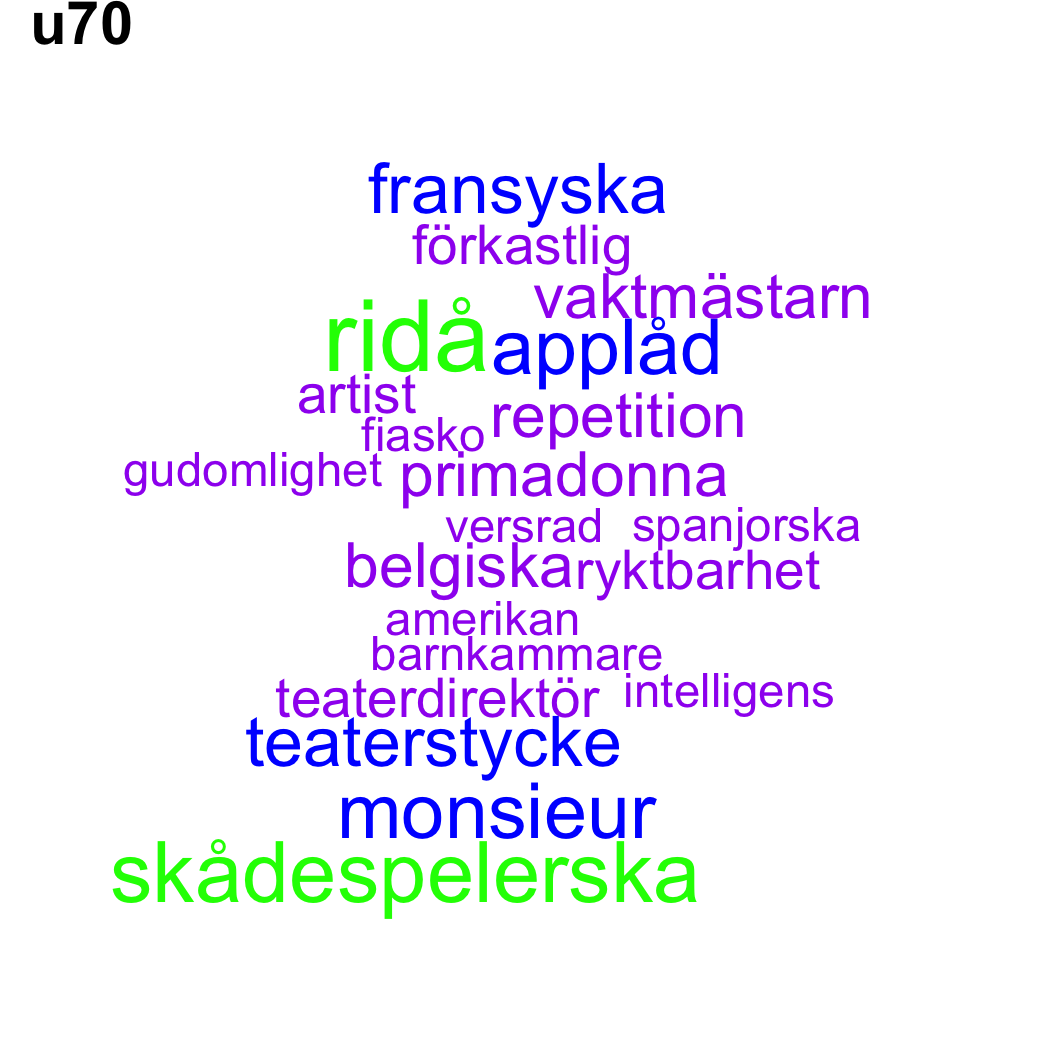 u70
fransyska
förkastlig
vaktmästarn
ridå applåd
artist
repetition
fiasko
gudomlighet primadonna
versrad spanjorska
belgiska ryktbarhet
amerikan
barnkammare
teaterdirektör intelligens
teaterstycke
monsieur
skådespelerska